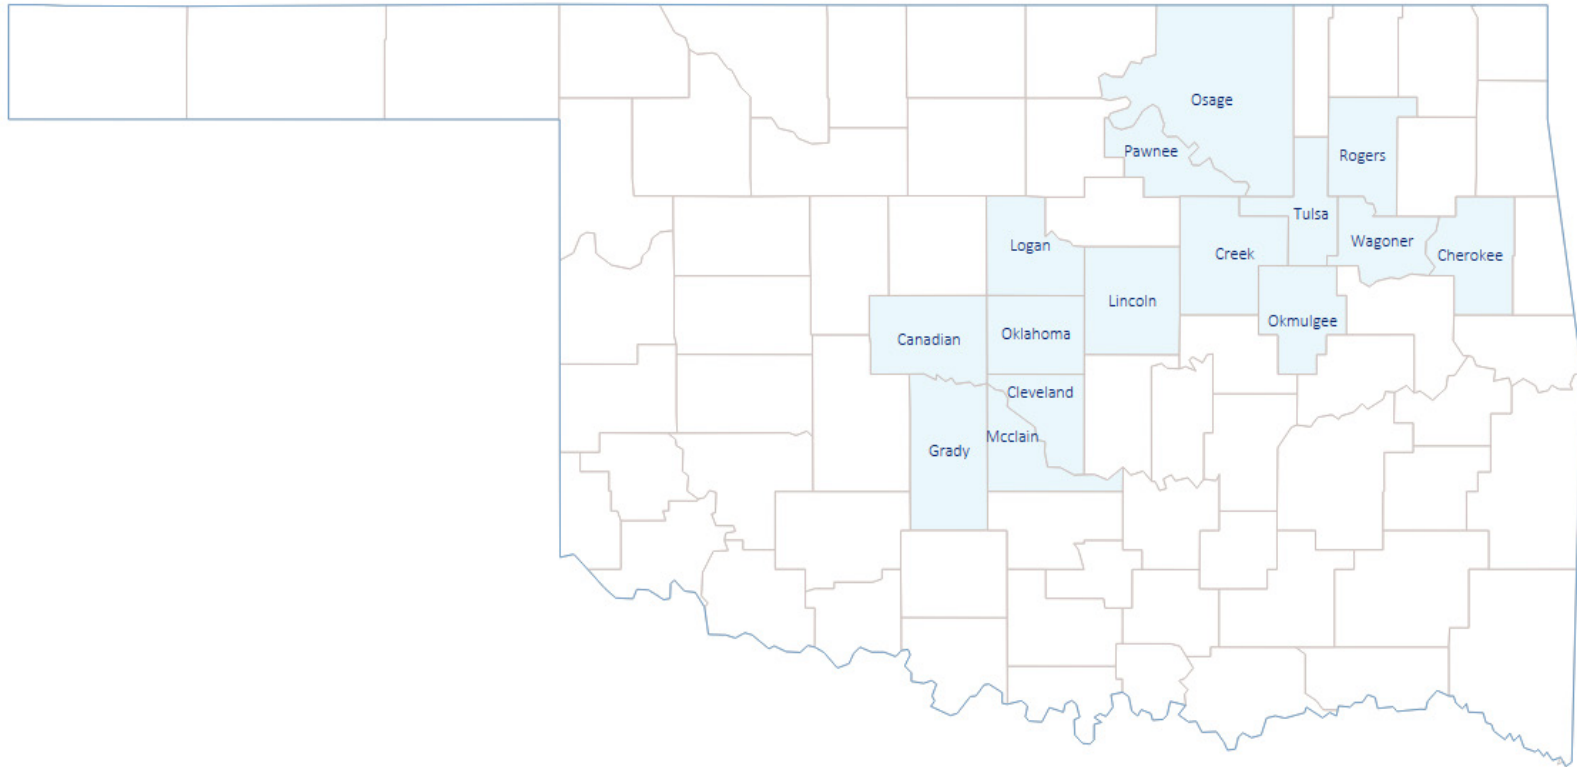 Osage
Pawnee
Rogers
Tulsa
Logan
Wagoner
Creek
Cherokee
Lincoln
Okmulgee
Canadian
Oklahoma
Cleveland
Mcclain
Grady